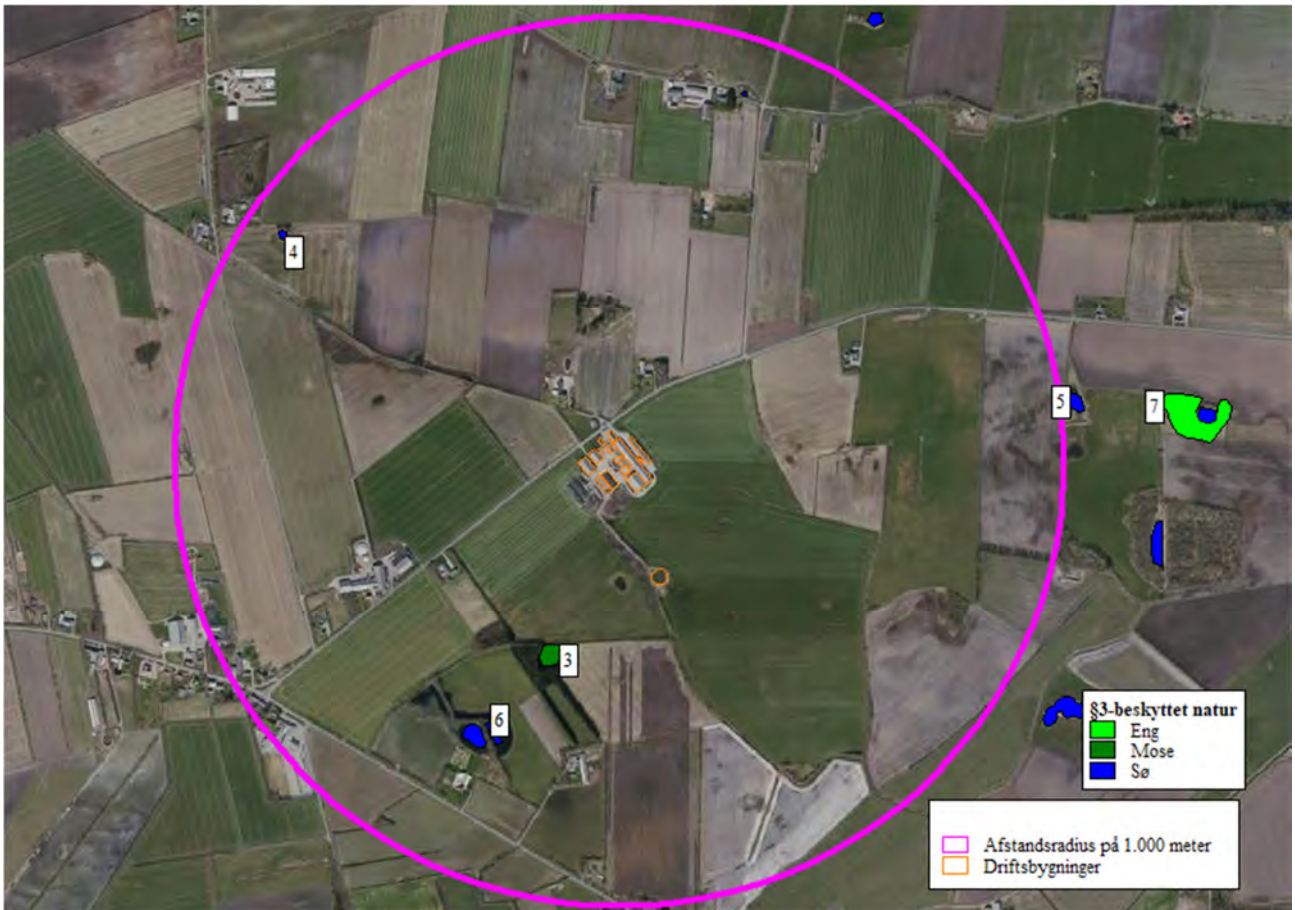 4
5
7
3
6
§3-beskyttet natur
Eng
Mose
Sø
Afstandsradius på 1.000 meter
Driftsbygninger